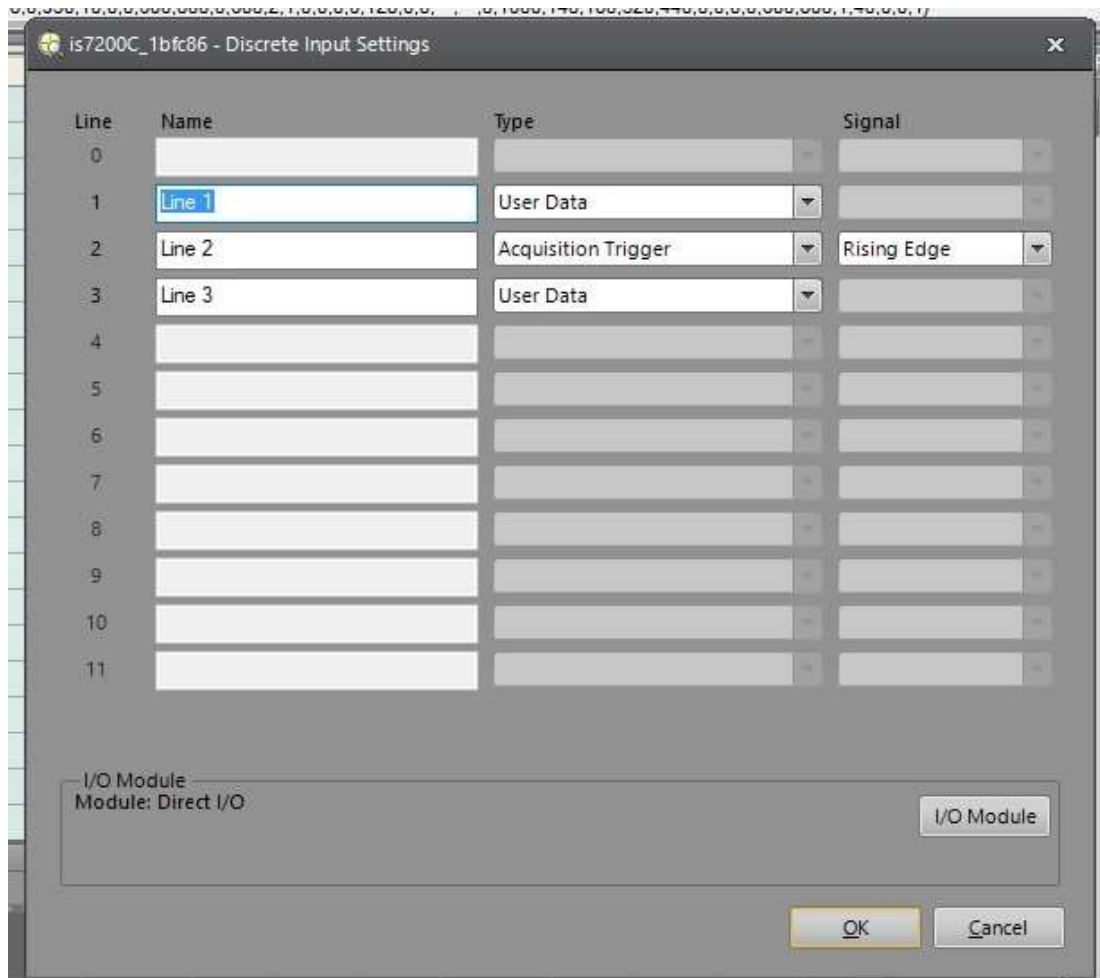 is7200C_1bfc86 - Discrete Input Settings
Line Name Type Signal
0
1 Line 1 User Data
2 Line 2 Acquisition Trigger Rising Edge
3 Line 3 User Data
4
5
6
7
8
9
10
11
I/O Module
Module: Direct I/O
I/O Module
OK Cancel